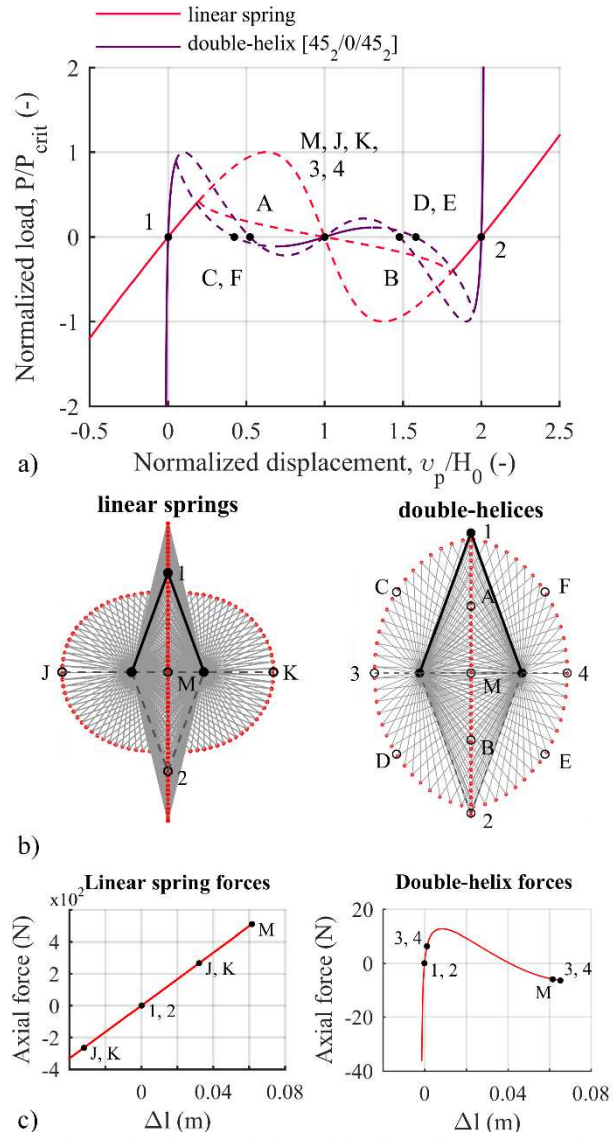 linear spring
double-helix [45₂/0/45₂]
Normalized load, P/P_crit (-)
2
1
0
-1
-2
M, J, K,
3, 4
A
D, E
1
2
C, F
B
-0.5 0 0.5 1 1.5 2 2.5
Normalized displacement, v_p/H_0 (-)
a)
linear springs
1
J
M
K
2
double-helices
1
C
F
A
3
M
4
B
D
E
2
b)
Linear spring forces
x10²
Axial force (N)
4
2
0
-2
-4
M
J, K
1, 2
J, K
0 0.04 0.08
Δl (m)
Double-helix forces
Axial force (N)
20
0
-20
-40
3, 4
1, 2
3, 4
M
0 0.04 0.08
Δl (m)
c)